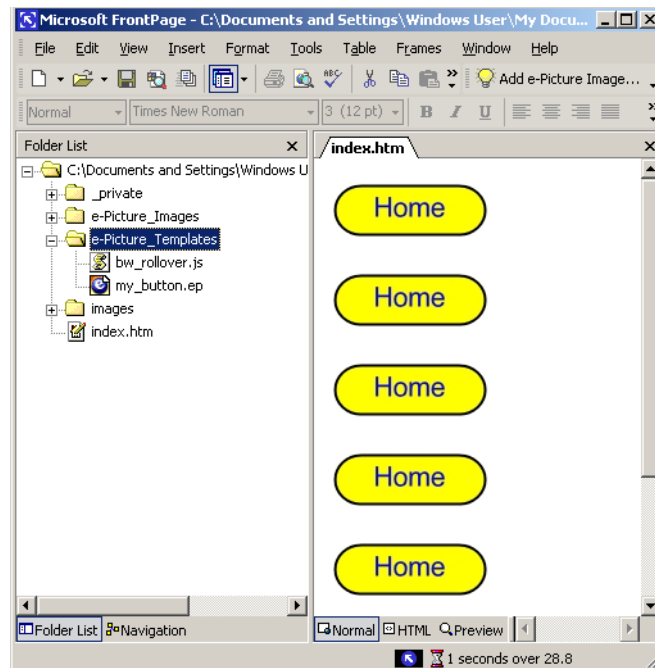 Microsoft FrontPage - C:\Documents and Settings\Windows User\My Docu...
File Edit View Insert Format Tools Table Frames Window Help
ABC Add e-Picture Image...
Normal Times New Roman 3 (12 pt) B I U
Folder List
index.htm
C:\Documents and Settings\Windows U
_private
e-Picture_Images
e-Picture_Templates
bw_rollover.js
my_button.ep
images
index.htm
Home
Home
Home
Home
Home
Folder List Navigation
Normal HTML Preview
1 seconds over 28.8